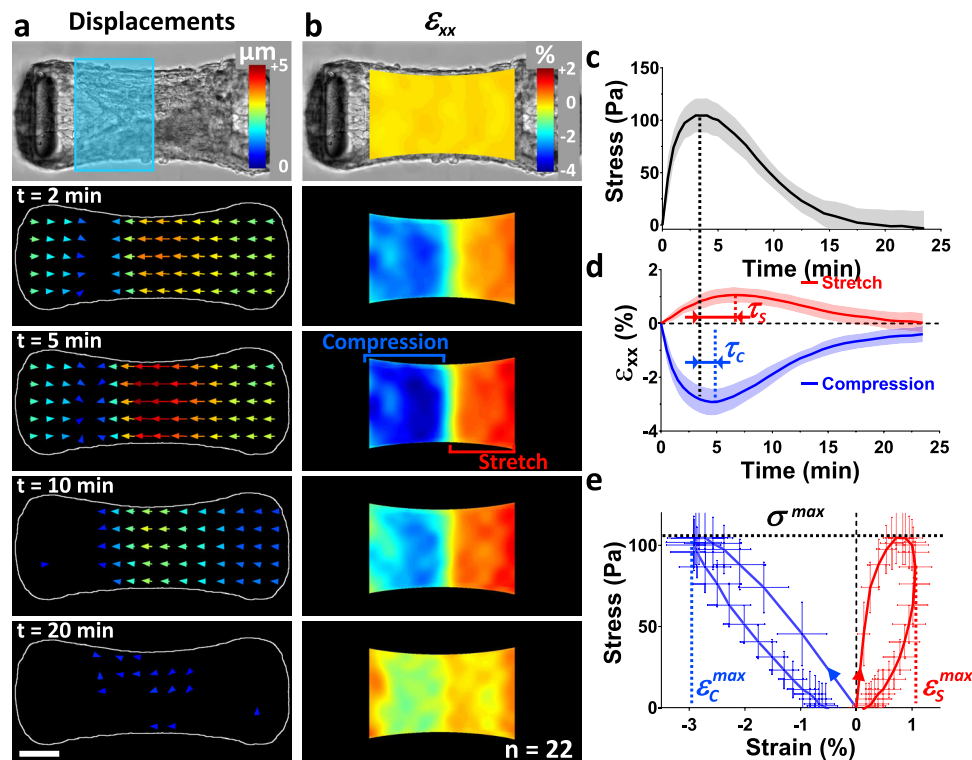 a
Displacements
μm
+5
0
t = 2 min
t = 5 min
t = 10 min
t = 20 min
b
εxx
%
+2
0
-2
-4
Compression
Stretch
n = 22
c
Stress (Pa)
150
100
50
0
0 5 10 15 20 25
Time (min)
d
εxx (%)
2
0
-2
-4
Stretch
τS
τC
Compression
0 5 10 15 20 25
Time (min)
e
Stress (Pa)
100
50
0
σmax
εCmax
εSmax
-3 -2 -1 0 1
Strain (%)